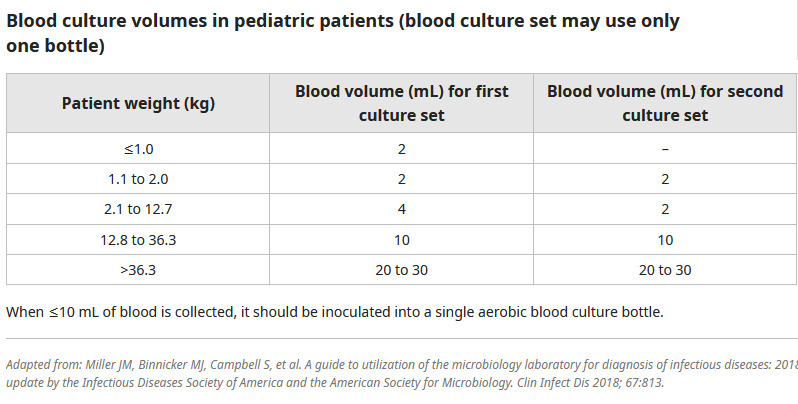 Blood culture volumes in pediatric patients (blood culture set may use only
one bottle)
Patient weight (kg) Blood volume (mL) for first culture set Blood volume (mL) for second culture set
≤1.0 2 –
1.1 to 2.0 2 2
2.1 to 12.7 4 2
12.8 to 36.3 10 10
>36.3 20 to 30 20 to 30
When ≤10 mL of blood is collected, it should be inoculated into a single aerobic blood culture bottle.
Adapted from: Miller JM, Binnicker MJ, Campbell S, et al. A guide to utilization of the microbiology laboratory for diagnosis of infectious diseases: 2018
update by the Infectious Diseases Society of America and the American Society for Microbiology. Clin Infect Dis 2018; 67:813.